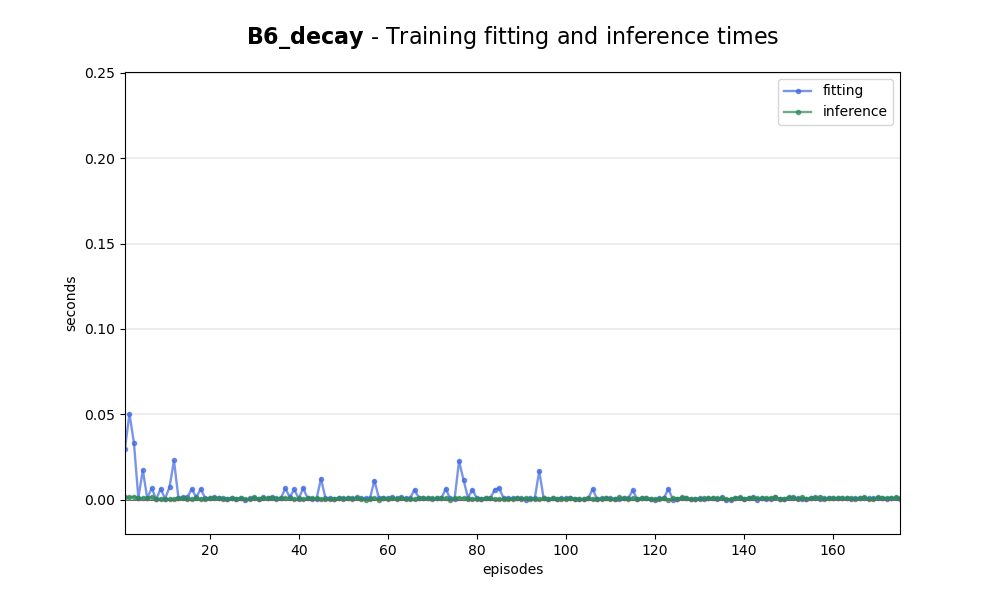 B6_decay - Training fitting and inference times
fitting
inference
0.25
0.20
0.15
0.10
0.05
0.00
seconds
20 40 60 80 100 120 140 160
episodes